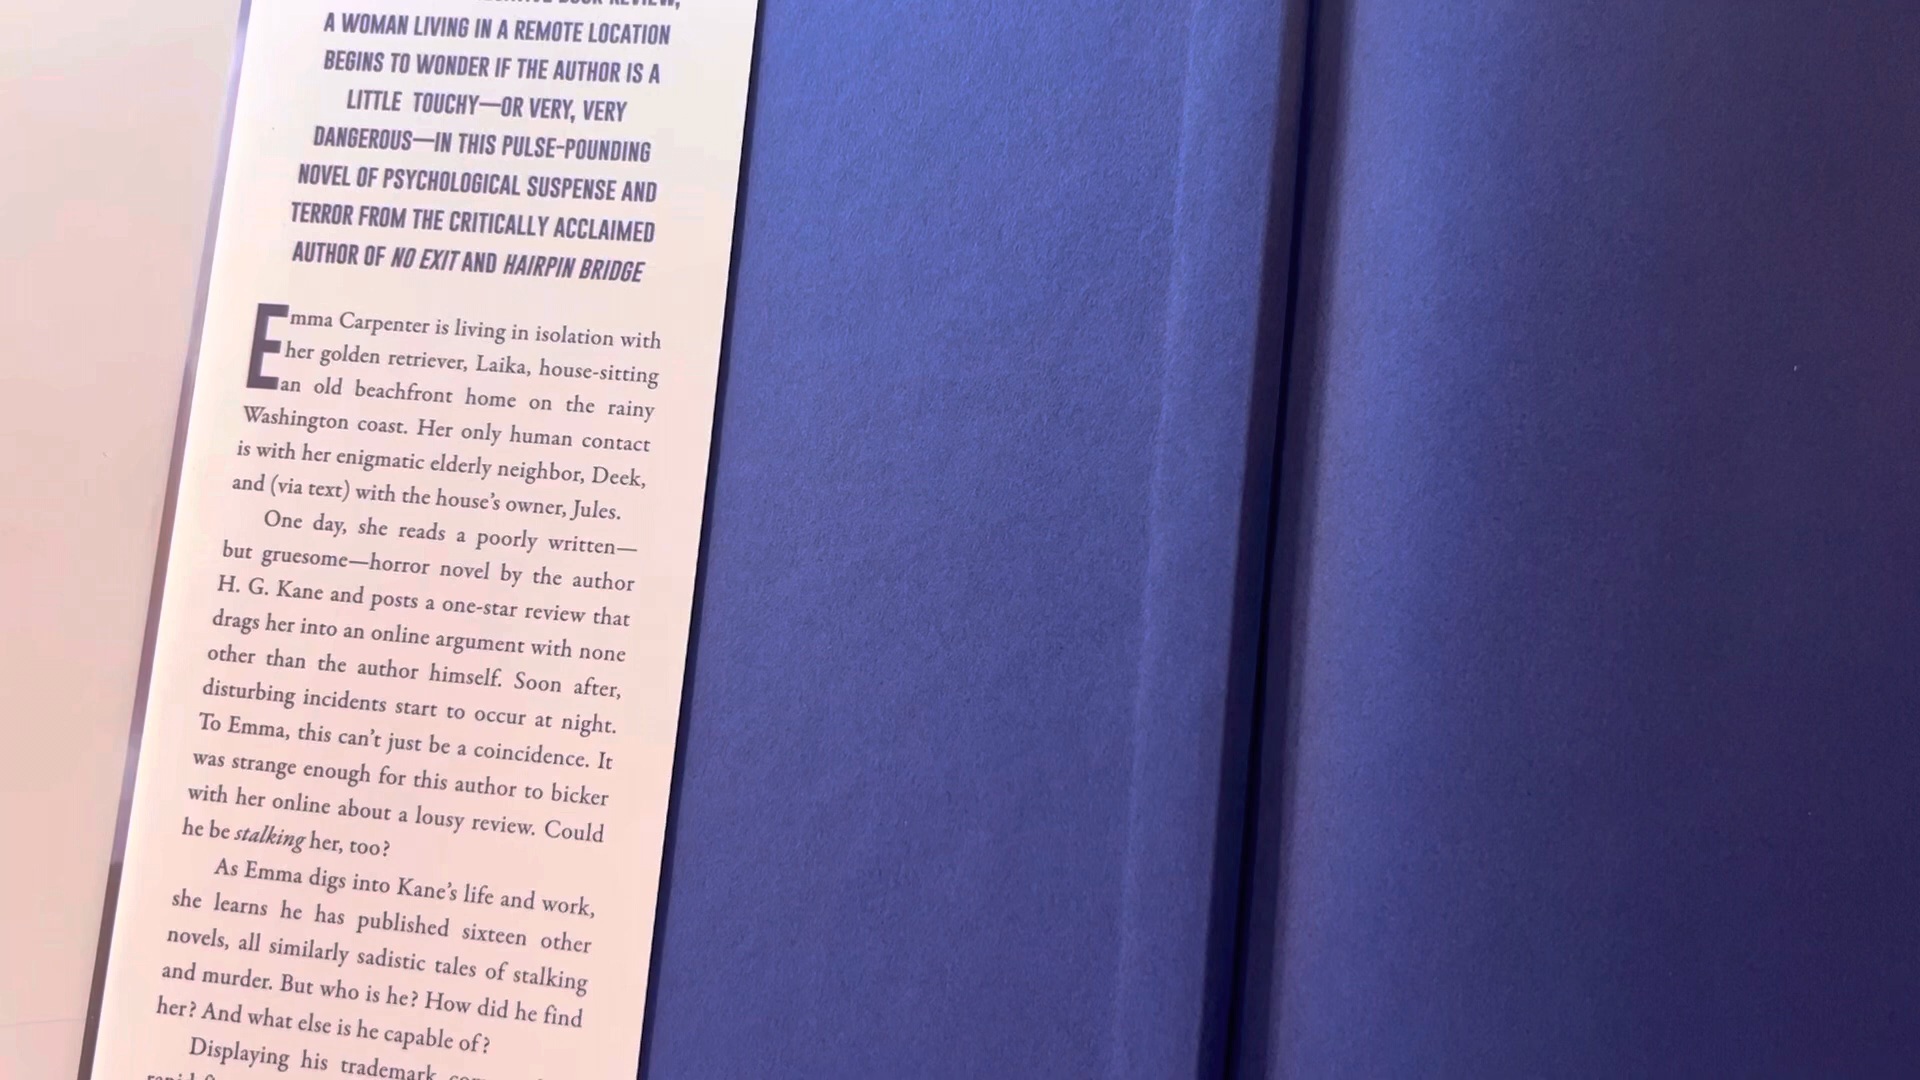 BOOK REVIEW,
A WOMAN LIVING IN A REMOTE LOCATION
BEGINS TO WONDER IF THE AUTHOR IS A
LITTLE TOUCHY—OR VERY, VERY
DANGEROUS—IN THIS PULSE-POUNDING
NOVEL OF PSYCHOLOGICAL SUSPENSE AND
TERROR FROM THE CRITICALLY ACCLAIMED
AUTHOR OF NO EXIT AND HAIRPIN BRIDGE
Emma Carpenter is living in isolation with
her golden retriever, Laika, house-sitting
an old beachfront home on the rainy
Washington coast. Her only human contact
is with her enigmatic elderly neighbor, Deek,
and (via text) with the house's owner, Jules.
One day, she reads a poorly written—
but gruesome—horror novel by the author
H. G. Kane and posts a one-star review that
drags her into an online argument with none
other than the author himself. Soon after,
disturbing incidents start to occur at night.
To Emma, this can't just be a coincidence. It
was strange enough for this author to bicker
with her online about a lousy review. Could
he be stalking her, too?
As Emma digs into Kane's life and work,
she learns he has published sixteen other
novels, all similarly sadistic tales of stalking
and murder. But who is he? How did he find
her? And what else is he capable of?
Displaying his trademark